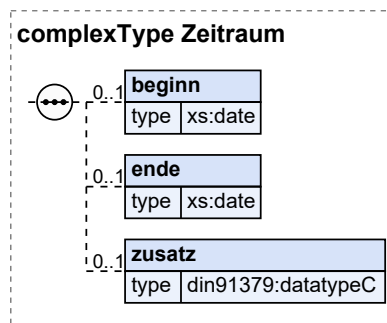 complexType Zeitraum
0..1 beginn
type xs:date
0..1 ende
type xs:date
0..1 zusatz
type din91379:datatypeC